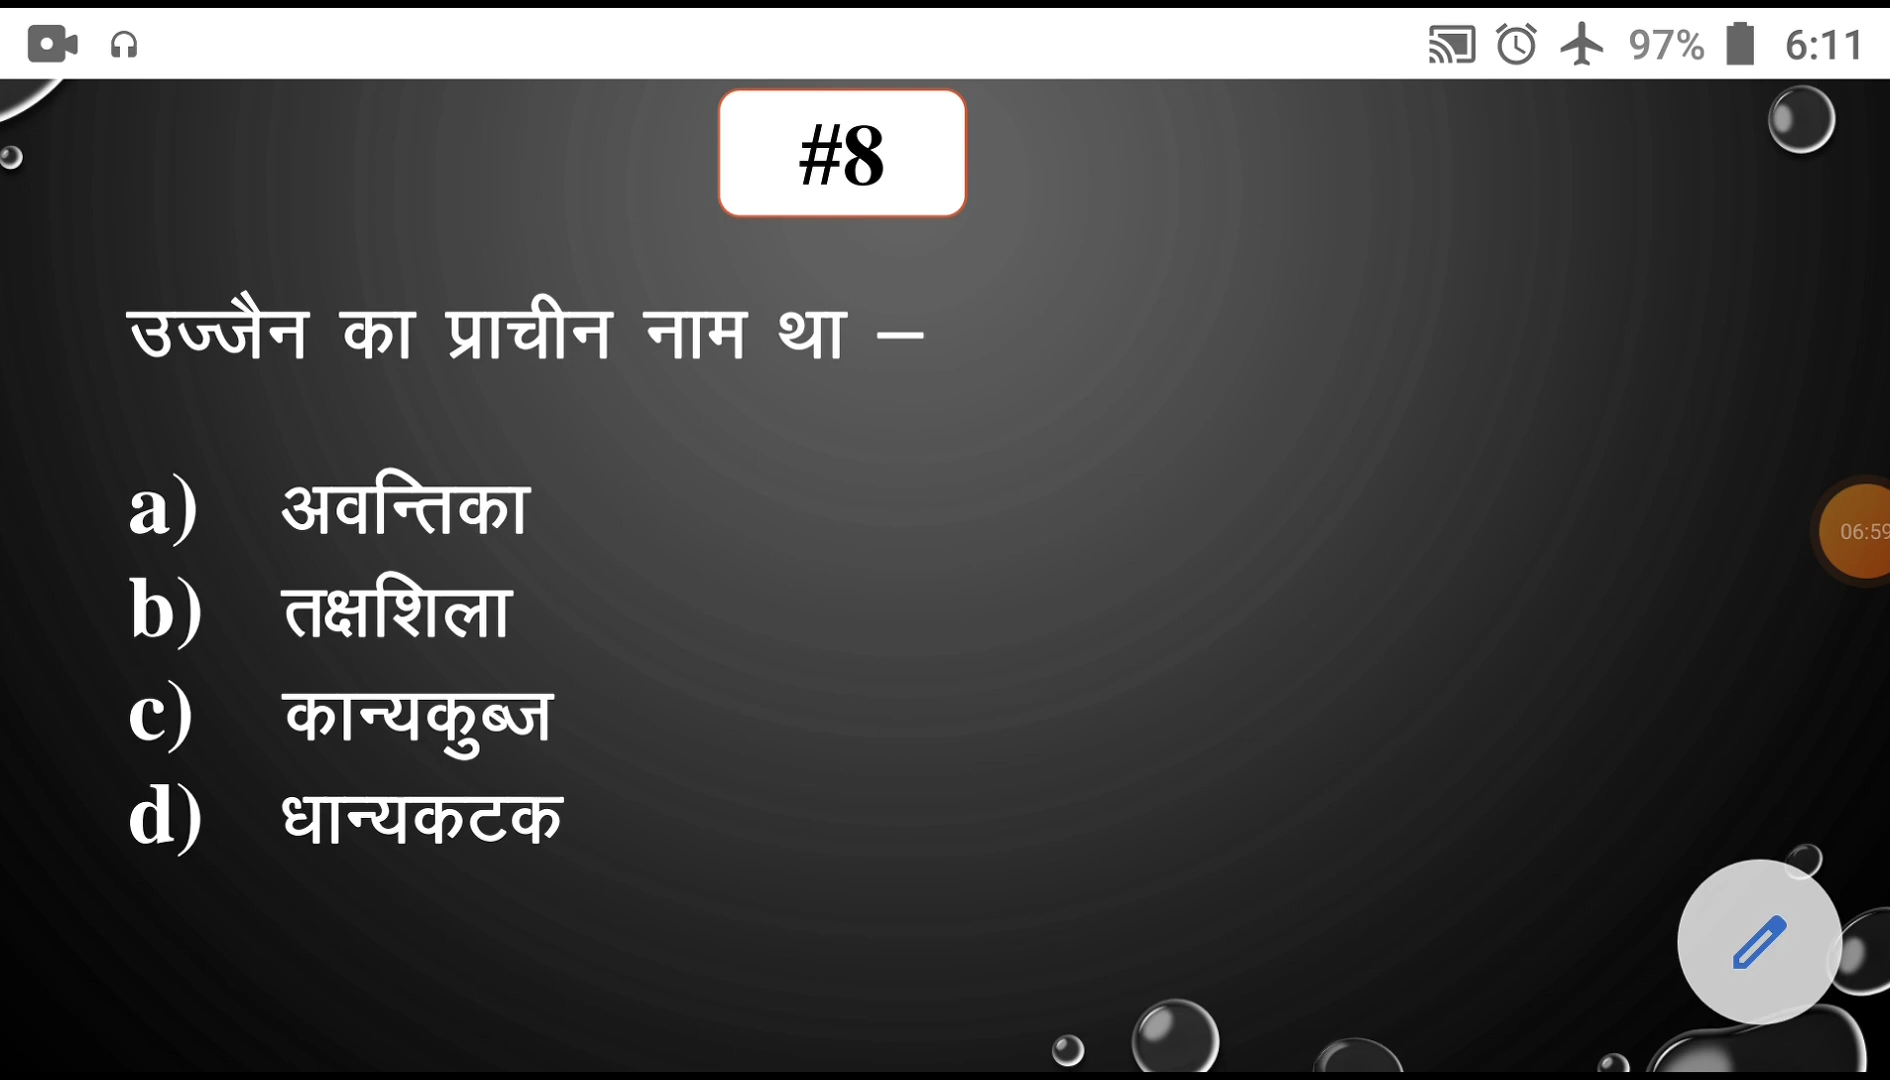 97% 6:11
#8
उज्जैन का प्राचीन नाम था –
a) अवन्तिका
b) तक्षशिला
06:59
c) कान्यकुब्ज
d) धान्यकटक